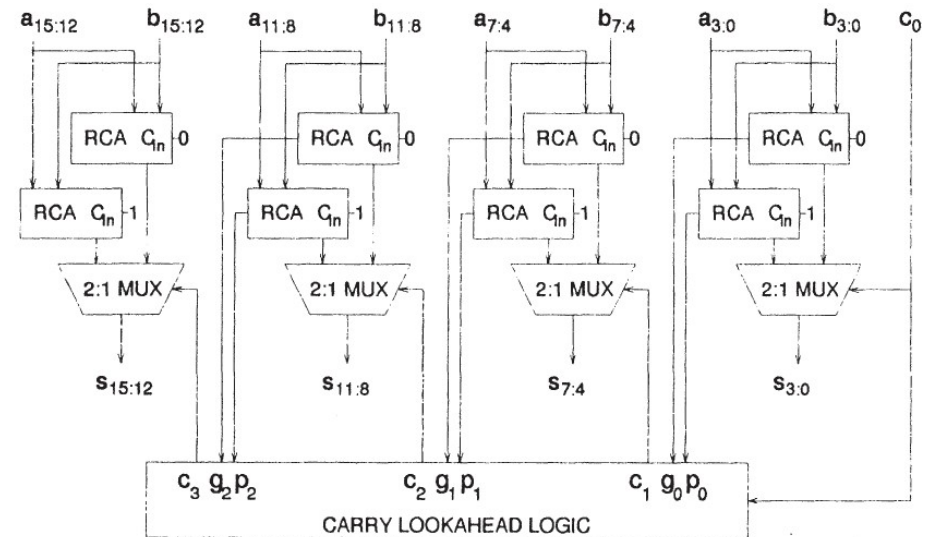 a15:12 b15:12 a11:8 b11:8 a7:4 b7:4 a3:0 b3:0 c0
RCA Cin 0 RCA Cin 0 RCA Cin 0 RCA Cin 0
RCA Cin 1 RCA Cin 1 RCA Cin 1 RCA Cin 1
2:1 MUX 2:1 MUX 2:1 MUX 2:1 MUX
s15:12 s11:8 s7:4 s3:0
c3 g2 p2 c2 g1 p1 c1 g0 p0
CARRY LOOKAHEAD LOGIC